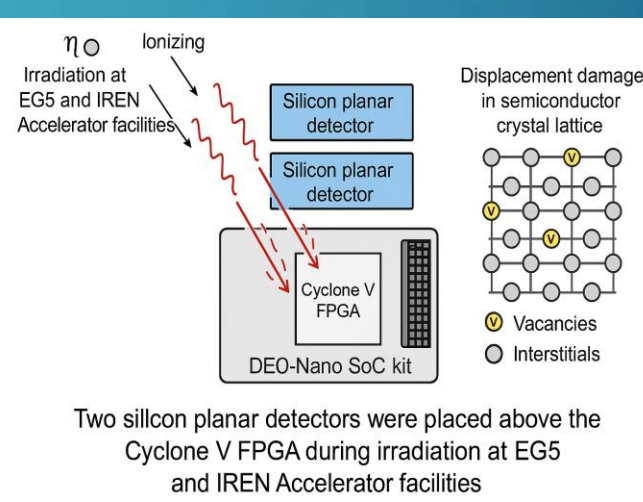 η
Ionizing
Irradiation at
EG5 and IREN
Accelerator facilities
Silicon planar
detector
Silicon planar
detector
Cyclone V
FPGA
DEO-Nano SoC kit
Displacement damage
in semiconductor
crystal lattice
V
V
V
V Vacancies
Interstitials
Two sillcon planar detectors were placed above the
Cyclone V FPGA during irradiation at EG5
and IREN Accelerator facilities